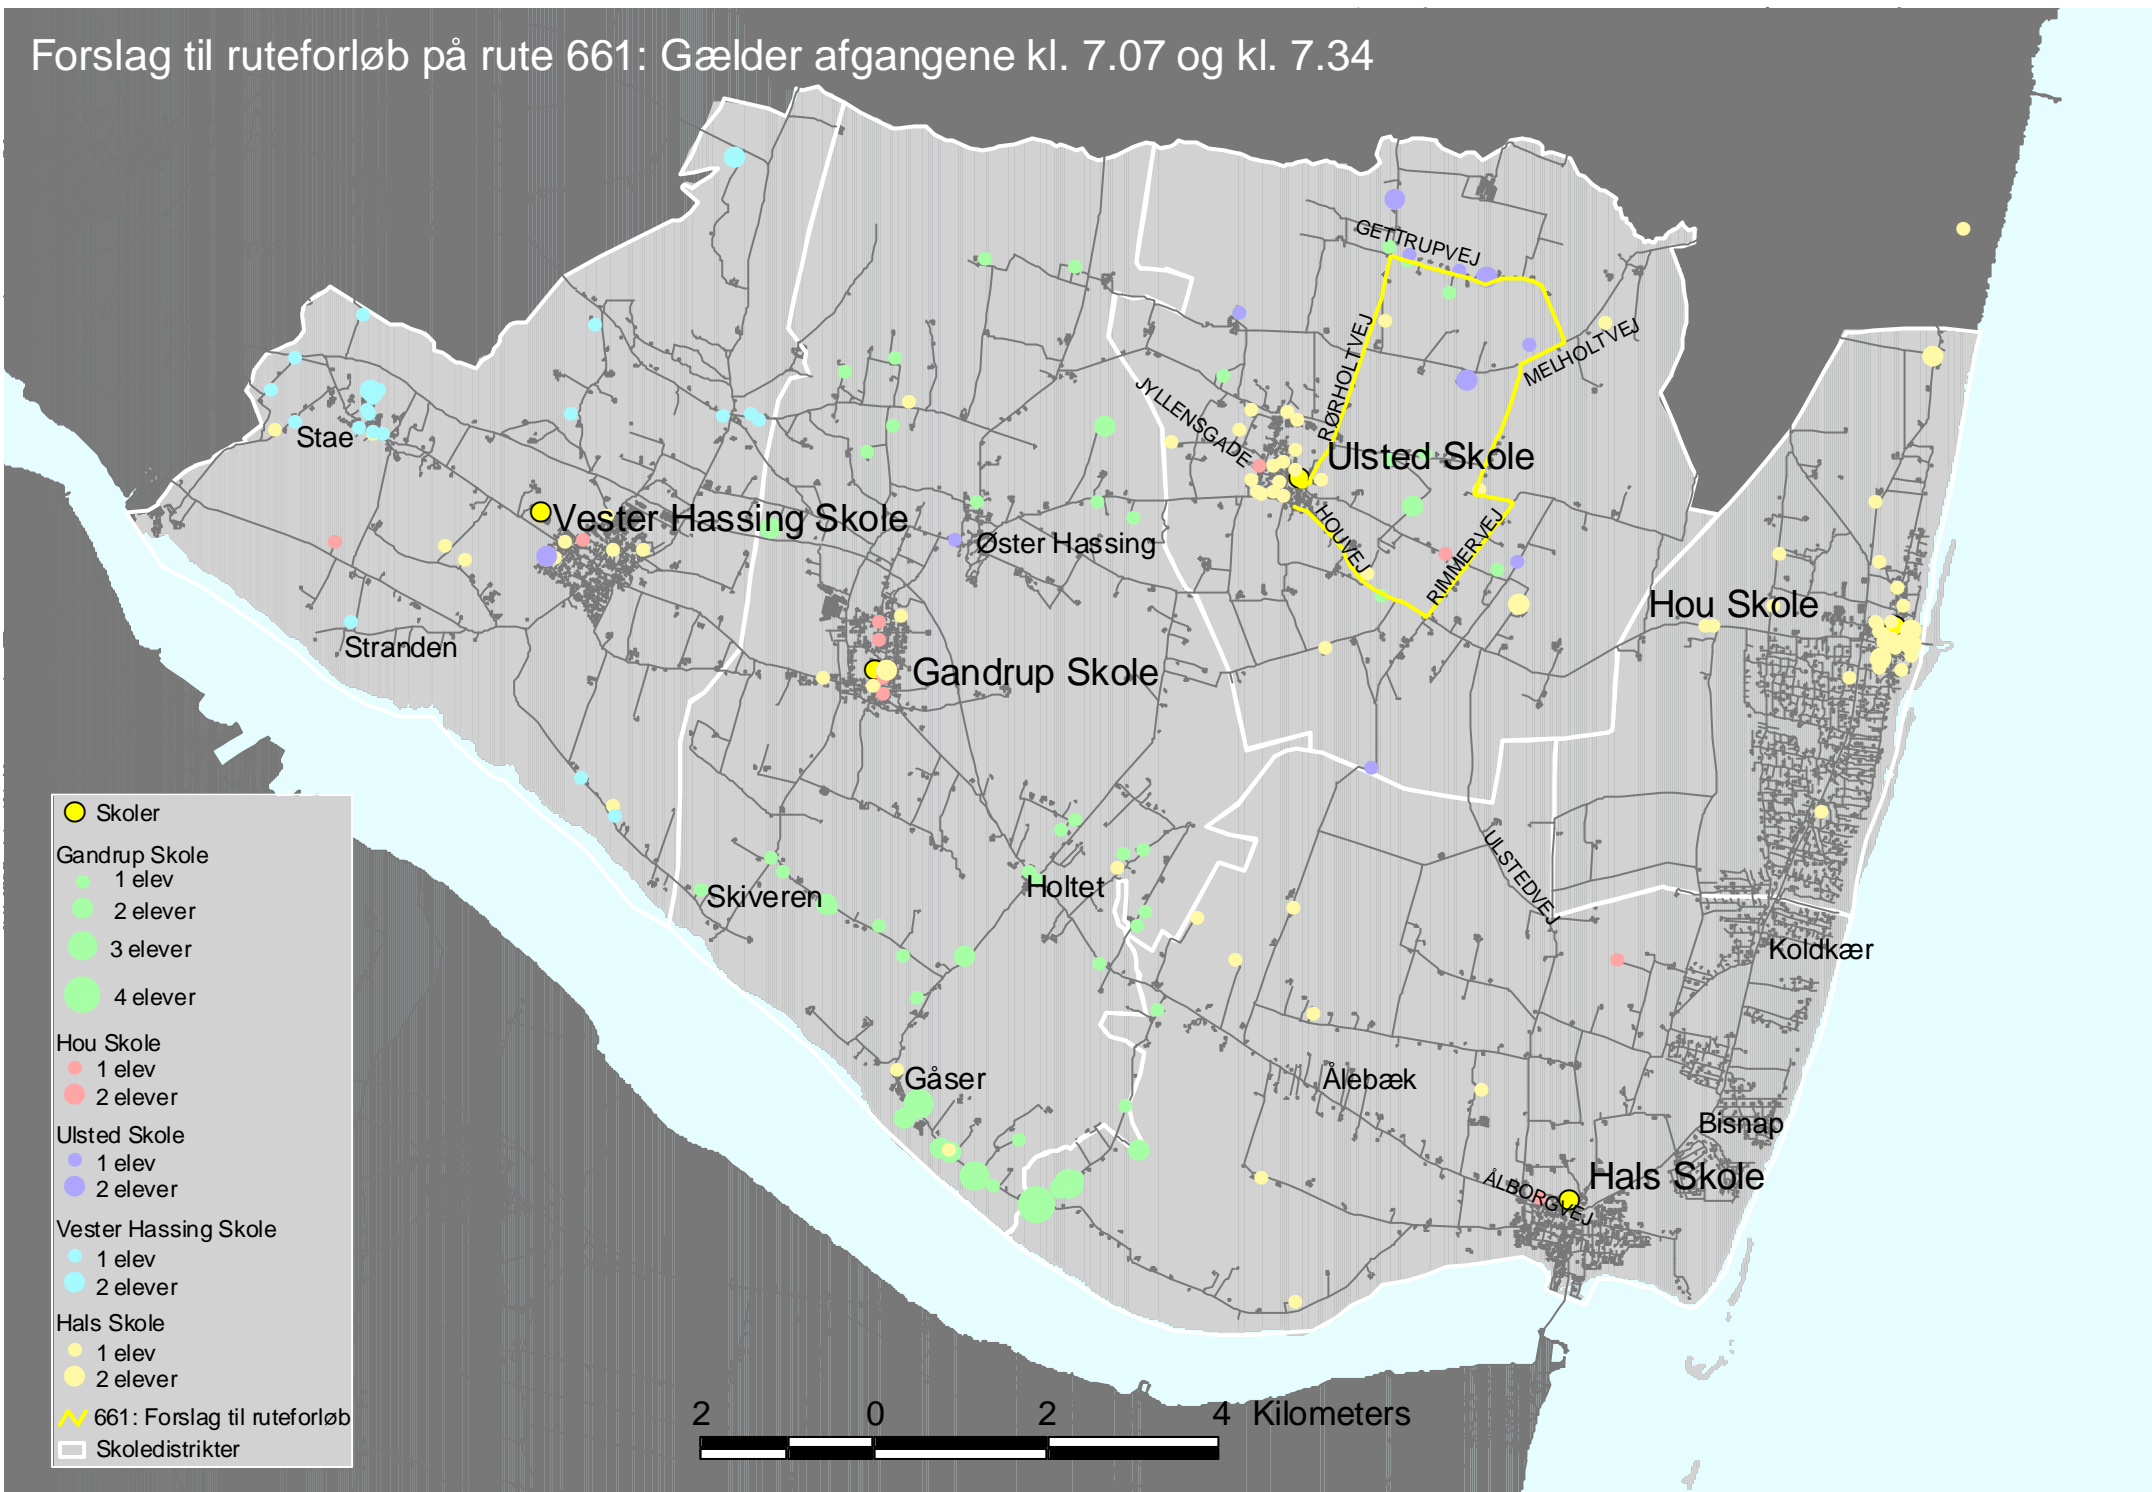 Forslag til ruteforløb på rute 661: Gælder afgangene kl. 7.07 og kl. 7.34
GETTRUPVEJ
RØRHOLTVEJ
MELHOLTVEJ
JYLLENSGADE
Stae
Ulsted Skole
Vester Hassing Skole
HOUVEJ
Øster Hassing
RIMMERVEJ
Hou Skole
Stranden
Gandrup Skole
ULSTEDVEJ
Holtet
Skiveren
Koldkær
Gåser
Ålebæk
Bisnap
Hals Skole
ÅLBORGVEJ
Skoler
Gandrup Skole
1 elev
2 elever
3 elever
4 elever
Hou Skole
1 elev
2 elever
Ulsted Skole
1 elev
2 elever
Vester Hassing Skole
1 elev
2 elever
Hals Skole
1 elev
2 elever
661: Forslag til ruteforløb
Skoledistrikter
2 0 2 4 Kilometers